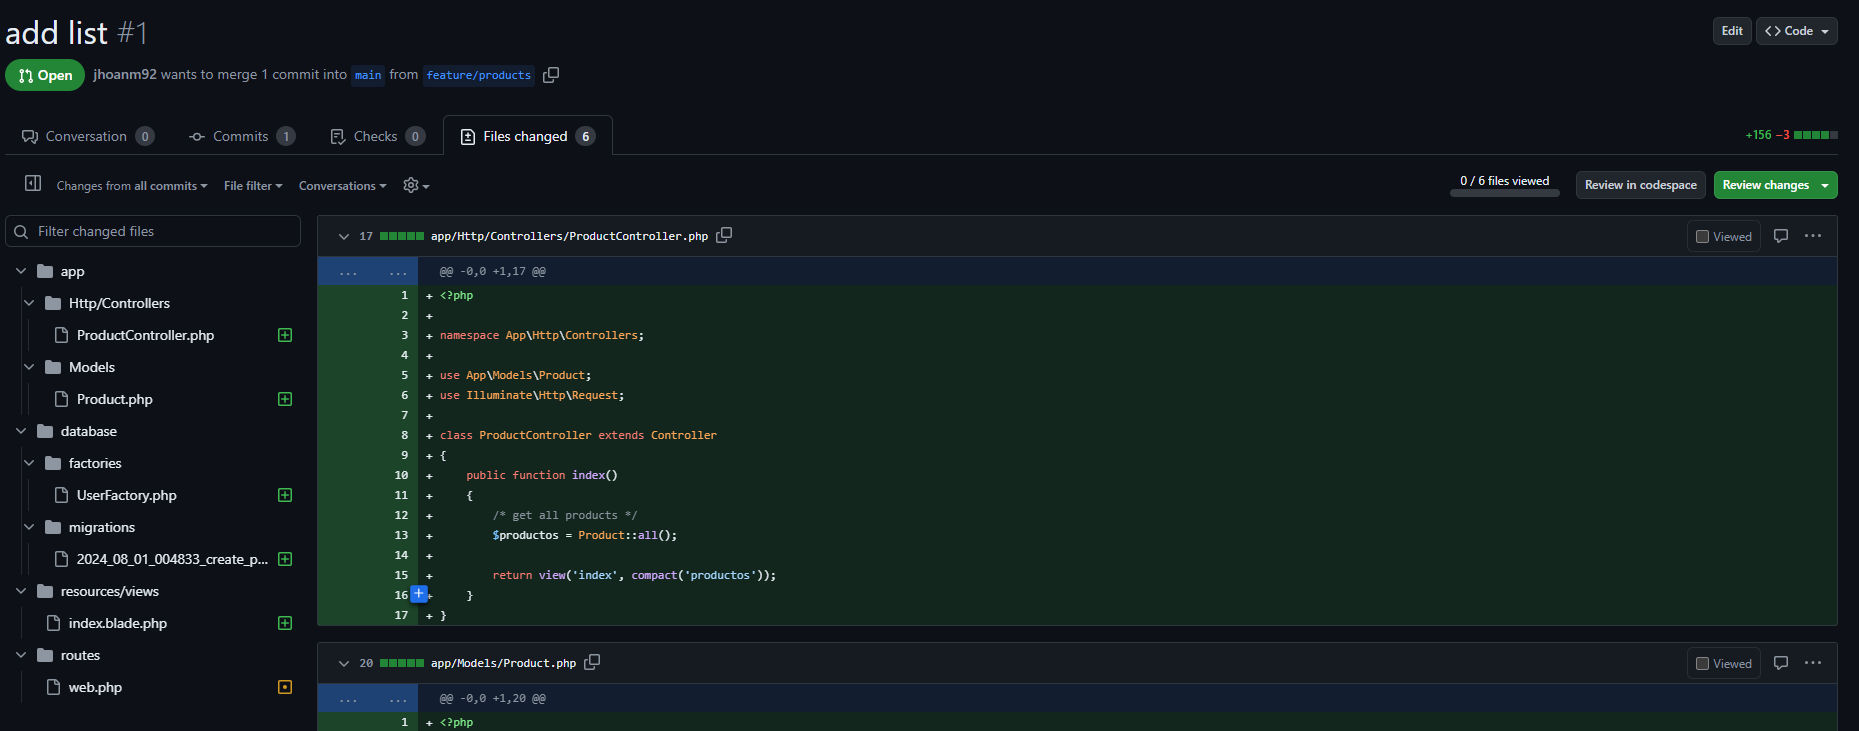 add list #1
Edit
<> Code
Open
jhoanm92 wants to merge 1 commit into main from feature/products
Conversation 0
Commits 1
Checks 0
Files changed 6
+156 −3
Changes from all commits
File filter
Conversations
0 / 6 files viewed
Review in codespace
Review changes
Filter changed files
app
Http/Controllers
ProductController.php
Models
Product.php
database
factories
UserFactory.php
migrations
2024_08_01_004833_create_p...
resources/views
index.blade.php
routes
web.php
17 app/Http/Controllers/ProductController.php
Viewed
... ... @@ -0,0 +1,17 @@
1 + <?php
2 +
3 + namespace App\Http\Controllers;
4 +
5 + use App\Models\Product;
6 + use Illuminate\Http\Request;
7 +
8 + class ProductController extends Controller
9 + {
10 + public function index()
11 + {
12 + /* get all products */
13 + $productos = Product::all();
14 +
15 + return view('index', compact('productos'));
16 + }
17 + }
20 app/Models/Product.php
Viewed
... ... @@ -0,0 +1,20 @@
1 + <?php